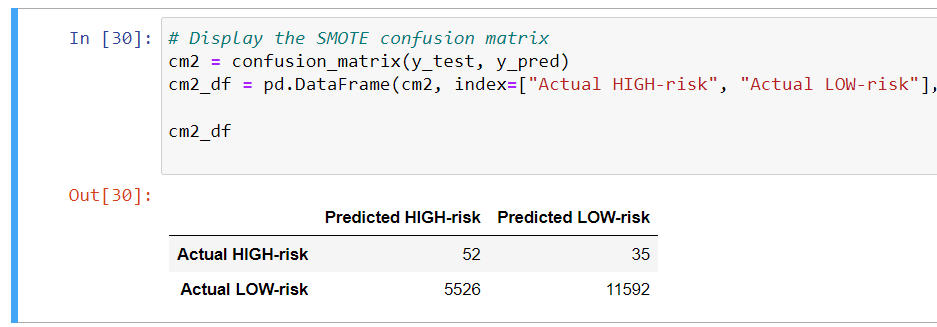 In [30]: # Display the SMOTE confusion matrix
cm2 = confusion_matrix(y_test, y_pred)
cm2_df = pd.DataFrame(cm2, index=["Actual HIGH-risk", "Actual LOW-risk"],
cm2_df
Out[30]:
Predicted HIGH-risk Predicted LOW-risk
Actual HIGH-risk 52 35
Actual LOW-risk 5526 11592